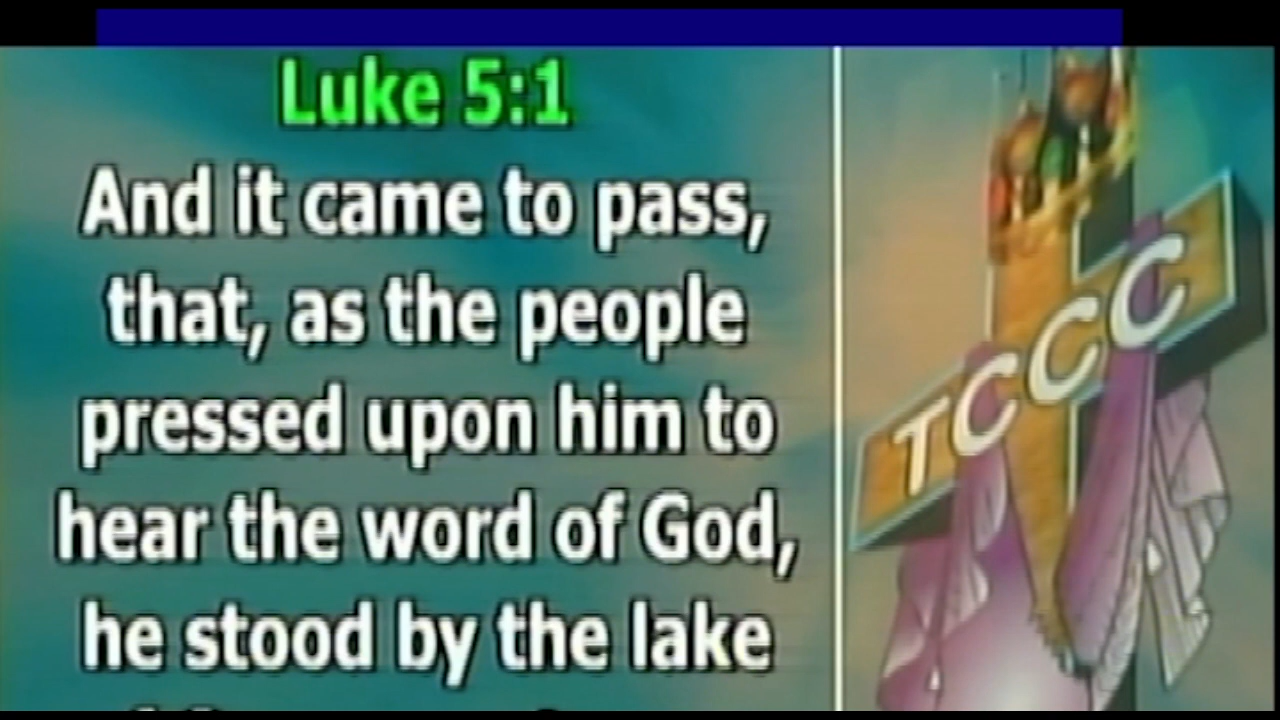 Luke 5:1
And it came to pass,
that, as the people
pressed upon him to
hear the word of God,
he stood by the lake
TCCC